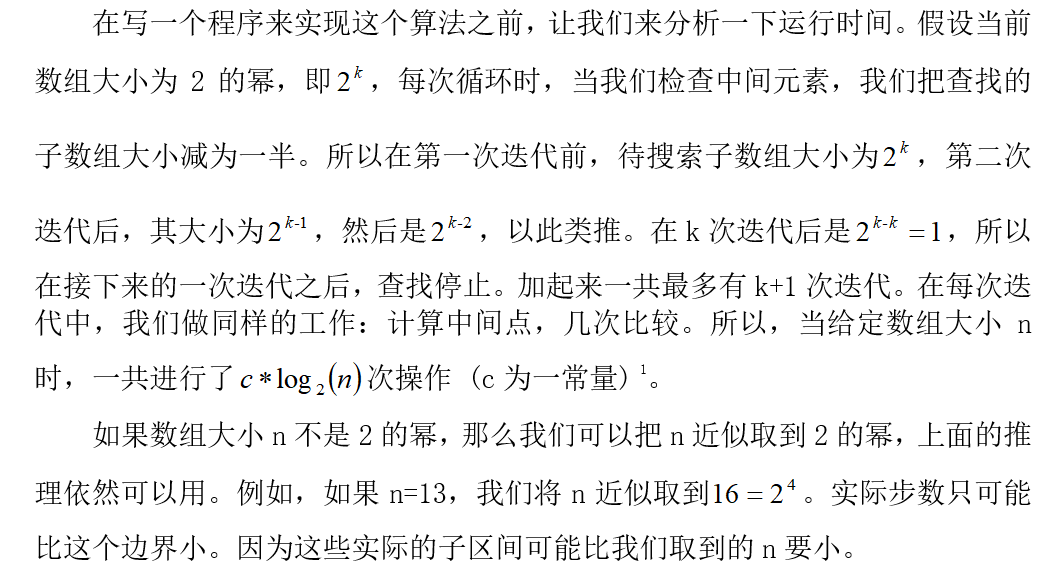 在写一个程序来实现这个算法之前，让我们来分析一下运行时间。假设当前
数组大小为 2 的幂，即 2^k，每次循环时，当我们检查中间元素，我们把查找的
子数组大小减为一半。所以在第一次迭代前，待搜索子数组大小为 2^k，第二次
迭代后，其大小为 2^{k-1}，然后是 2^{k-2}，以此类推。在 k 次迭代后是 2^{k-k} = 1，所以
在接下来的一次迭代之后，查找停止。加起来一共最多有 k+1 次迭代。在每次迭
代中，我们做同样的工作：计算中间点，几次比较。所以，当给定数组大小 n
时，一共进行了 c * log_2(n) 次操作 (c 为一常量)^1。
如果数组大小 n 不是 2 的幂，那么我们可以把 n 近似取到 2 的幂，上面的推
理依然可以用。例如，如果 n=13，我们将 n 近似取到 16 = 2^4。实际步数只可能
比这个边界小。因为这些实际的子区间可能比我们取到的 n 要小。